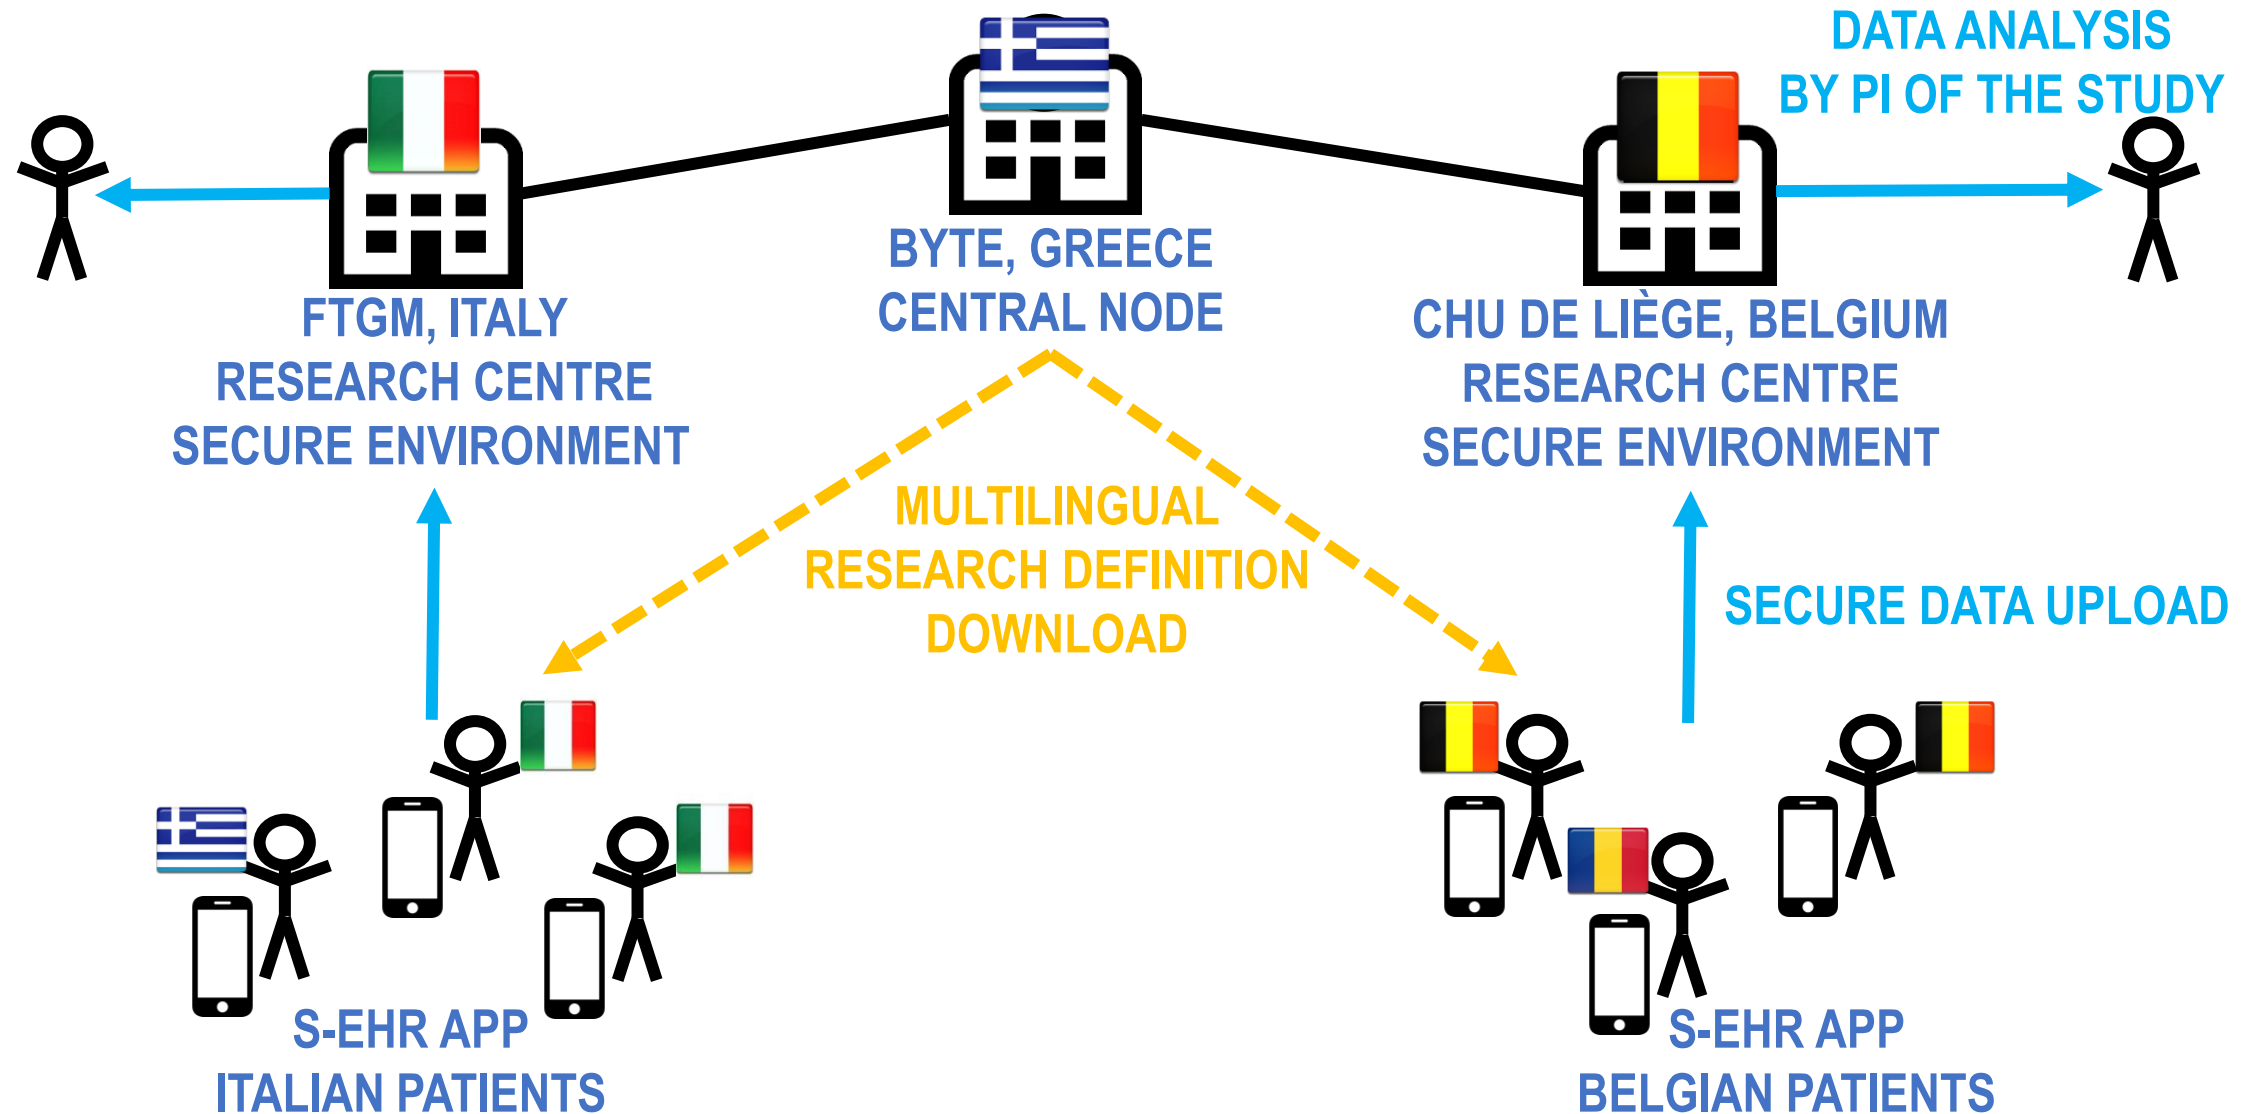 DATA ANALYSIS
BY PI OF THE STUDY
BYTE, GREECE
CENTRAL NODE
FTGM, ITALY
RESEARCH CENTRE
SECURE ENVIRONMENT
CHU DE LIÈGE, BELGIUM
RESEARCH CENTRE
SECURE ENVIRONMENT
MULTILINGUAL
RESEARCH DEFINITION
DOWNLOAD
SECURE DATA UPLOAD
S-EHR APP
ITALIAN PATIENTS
S-EHR APP
BELGIAN PATIENTS